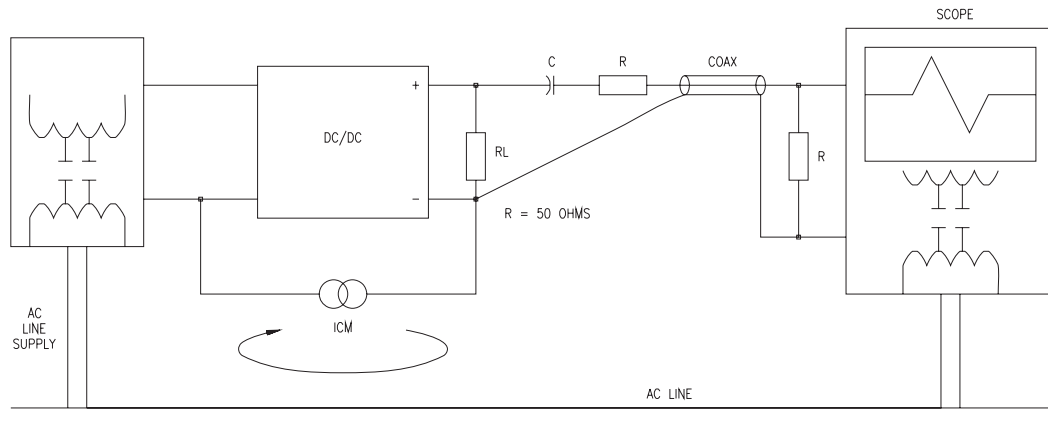 SCOPE
C
R
COAX
+
DC/DC
RL
R
−
R = 50 OHMS
ICM
AC
LINE
SUPPLY
AC LINE